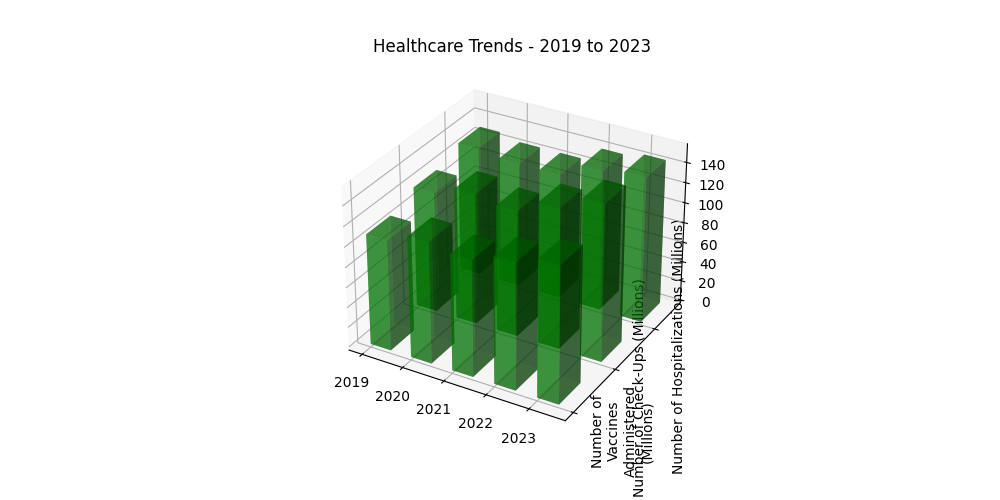 Healthcare Trends - 2019 to 2023
140
120
100
80
60
40
20
0
2019
2020
2021
2022
2023
Number of
Vaccines
Administered
(Millions)
Number of Check-Ups (Millions)
Number of Hospitalizations (Millions)